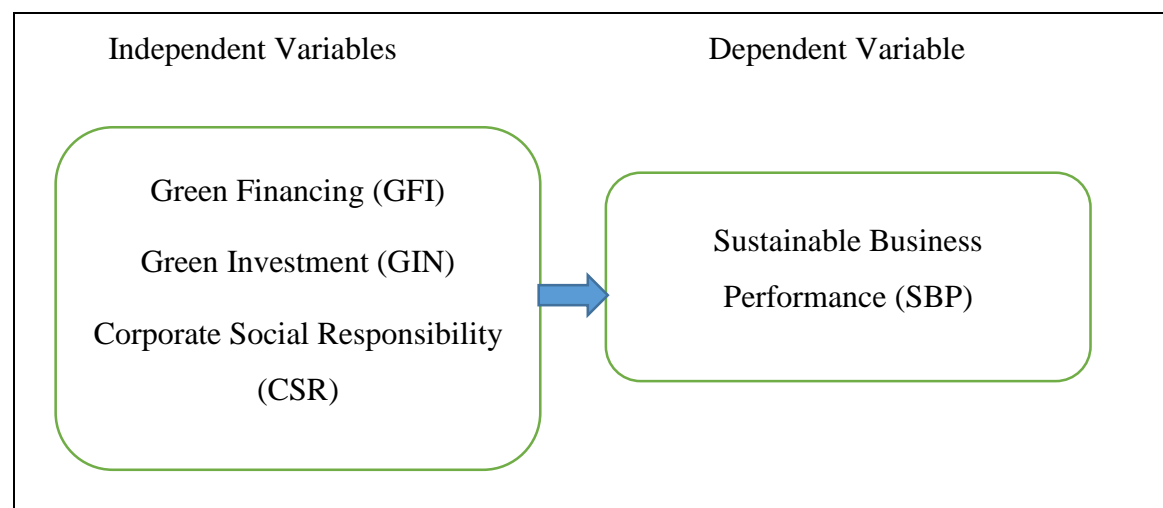 Independent Variables
Dependent Variable
Green Financing (GFI)
Green Investment (GIN)
Corporate Social Responsibility
(CSR)
Sustainable Business
Performance (SBP)